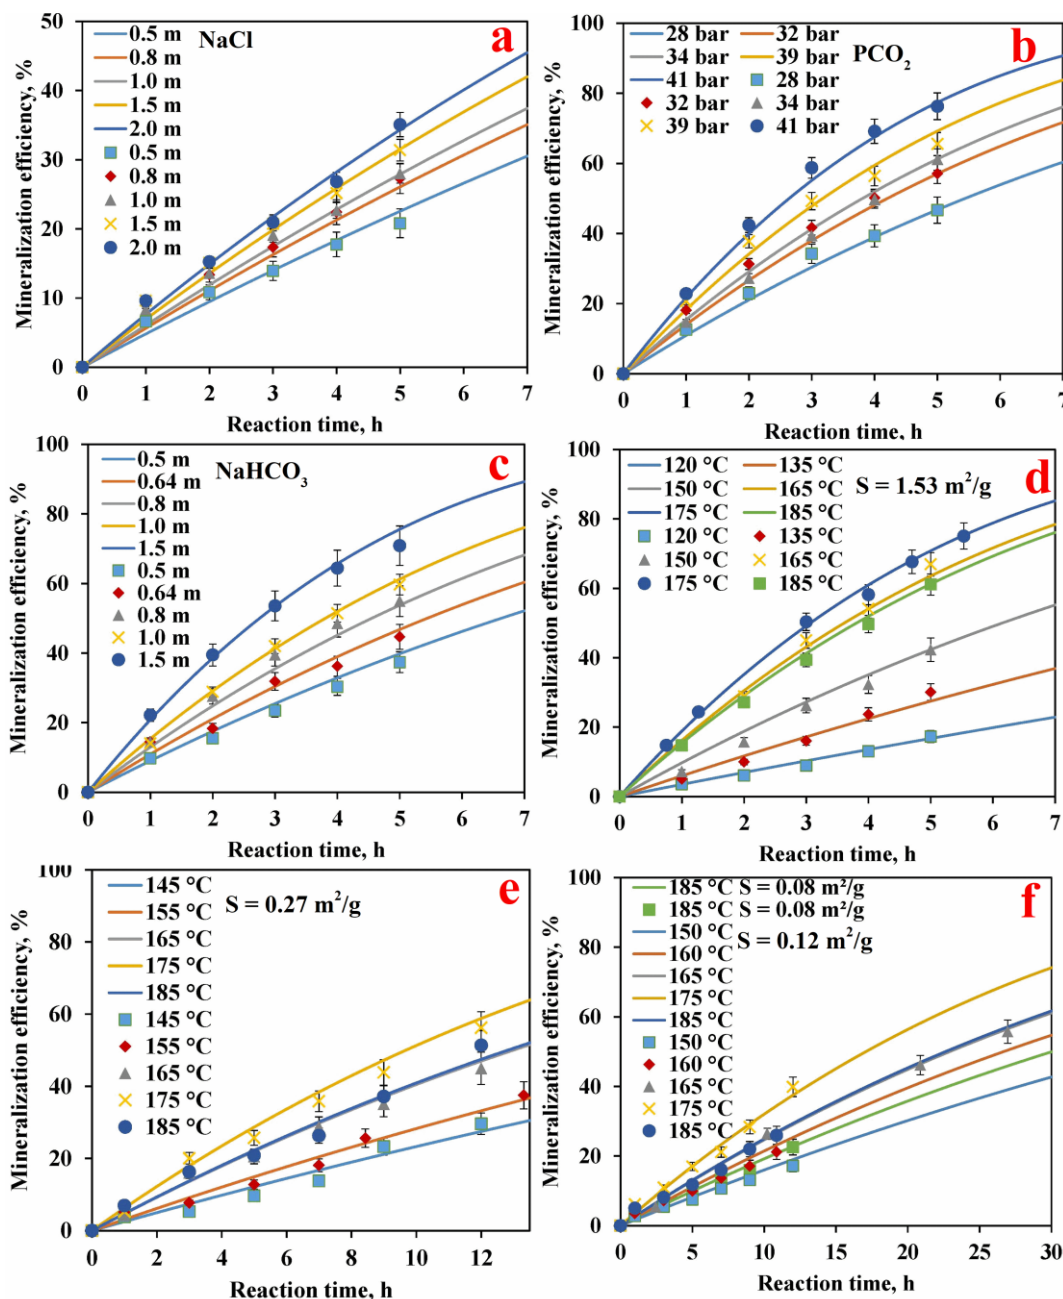 a
NaCl
0.5 m
0.8 m
1.0 m
1.5 m
2.0 m
0.5 m
0.8 m
1.0 m
1.5 m
2.0 m
Mineralization efficiency, %
50
40
30
20
10
0
0 1 2 3 4 5 6 7
Reaction time, h
b
PCO₂
28 bar 32 bar
34 bar 39 bar
41 bar 28 bar
32 bar 34 bar
39 bar 41 bar
Mineralization efficiency, %
100
80
60
40
20
0
0 1 2 3 4 5 6 7
Reaction time, h
c
NaHCO₃
0.5 m
0.64 m
0.8 m
1.0 m
1.5 m
0.5 m
0.64 m
0.8 m
1.0 m
1.5 m
Mineralization efficiency, %
100
80
60
40
20
0
0 1 2 3 4 5 6 7
Reaction time, h
d
S = 1.53 m²/g
120 °C 135 °C
150 °C 165 °C
175 °C 185 °C
120 °C 135 °C
150 °C 165 °C
175 °C 185 °C
Mineralization efficiency, %
100
80
60
40
20
0
0 1 2 3 4 5 6 7
Reaction time, h
e
S = 0.27 m²/g
145 °C
155 °C
165 °C
175 °C
185 °C
145 °C
155 °C
165 °C
175 °C
185 °C
Mineralization efficiency, %
100
80
60
40
20
0
0 2 4 6 8 10 12
Reaction time, h
f
185 °C S = 0.08 m²/g
185 °C S = 0.08 m²/g
150 °C S = 0.12 m²/g
160 °C
165 °C
175 °C
185 °C
150 °C
160 °C
165 °C
175 °C
185 °C
Mineralization efficiency, %
100
80
60
40
20
0
0 5 10 15 20 25 30
Reaction time, h